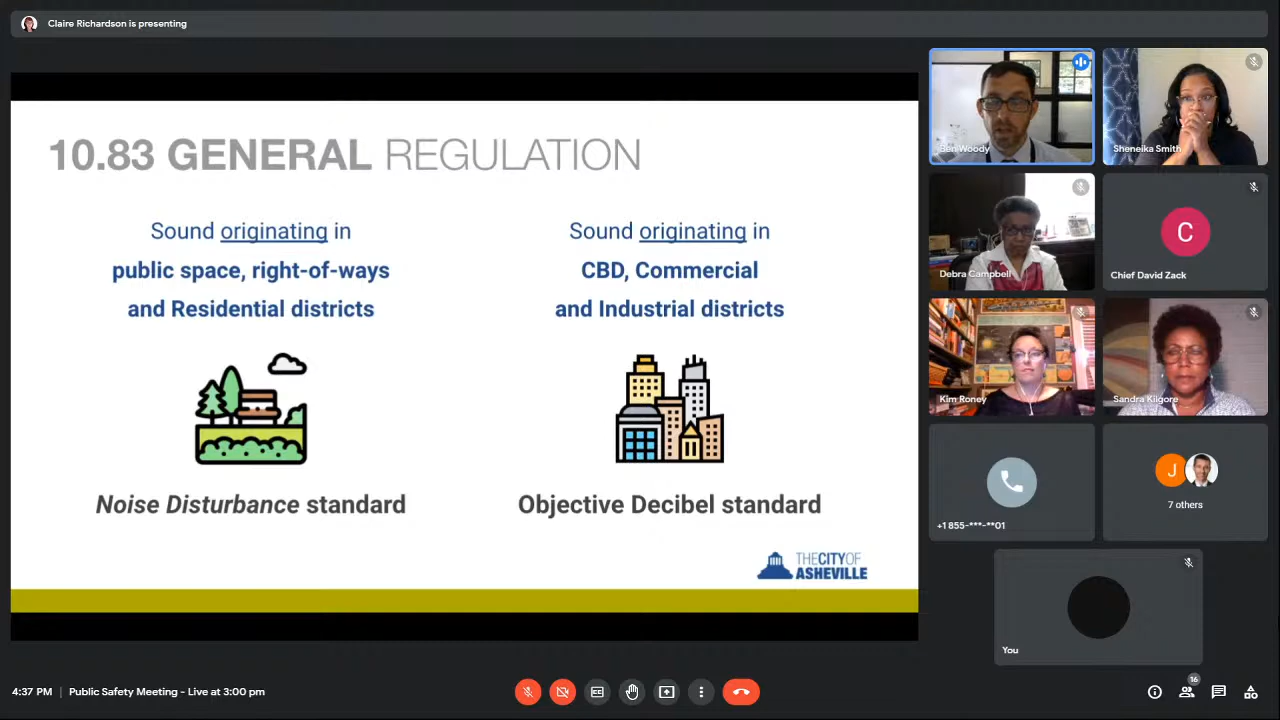 Claire Richardson is presenting
10.83 GENERAL REGULATION
Sound originating in
public space, right-of-ways
and Residential districts
Noise Disturbance standard
Sound originating in
CBD, Commercial
and Industrial districts
Objective Decibel standard
THE CITY OF
ASHEVILLE
Ben Woody
Sheneika Smith
Debra Campbell
C
Chief David Zack
Kim Roney
Sandra Kilgore
+1 855-***-**01
J
7 others
You
4:37 PM | Public Safety Meeting - Live at 3:00 pm
CC
16